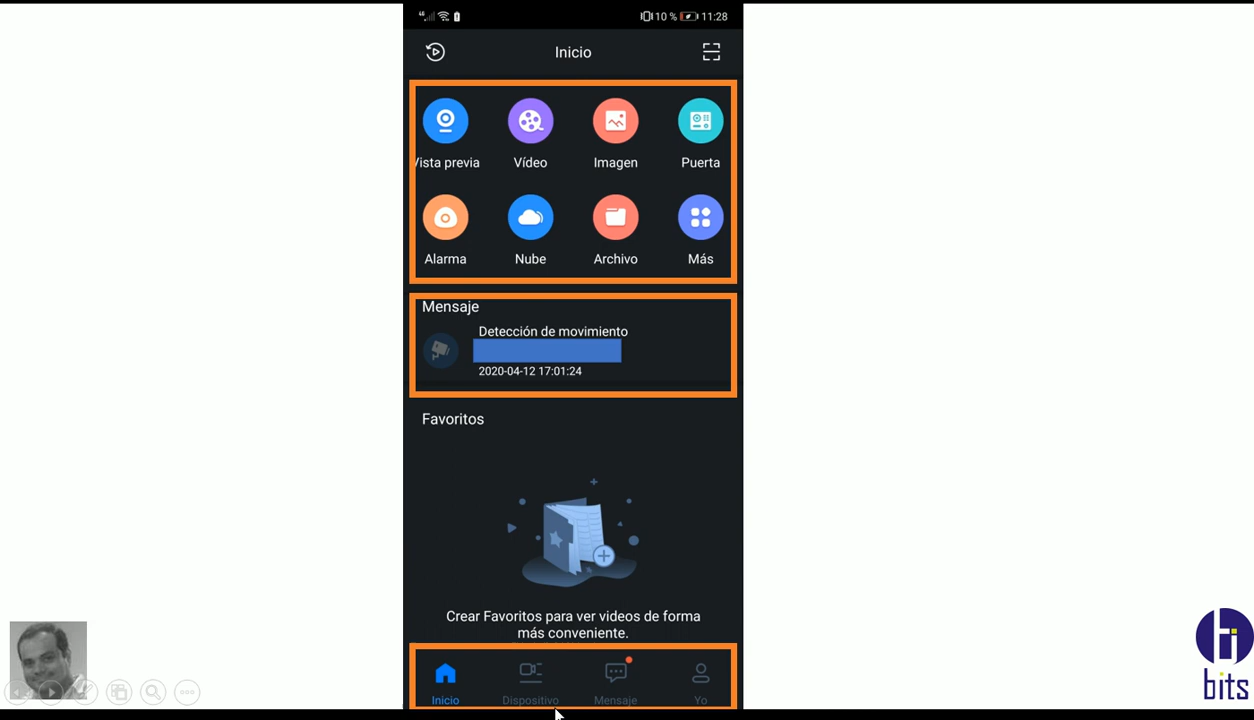 10 % 11:28
Inicio
Vista previa Vídeo Imagen Puerta
Alarma Nube Archivo Más
Mensaje
Detección de movimiento
2020-04-12 17:01:24
Favoritos
Crear Favoritos para ver videos de forma
más conveniente.
Inicio Dispositivo Mensaje Yo
bits